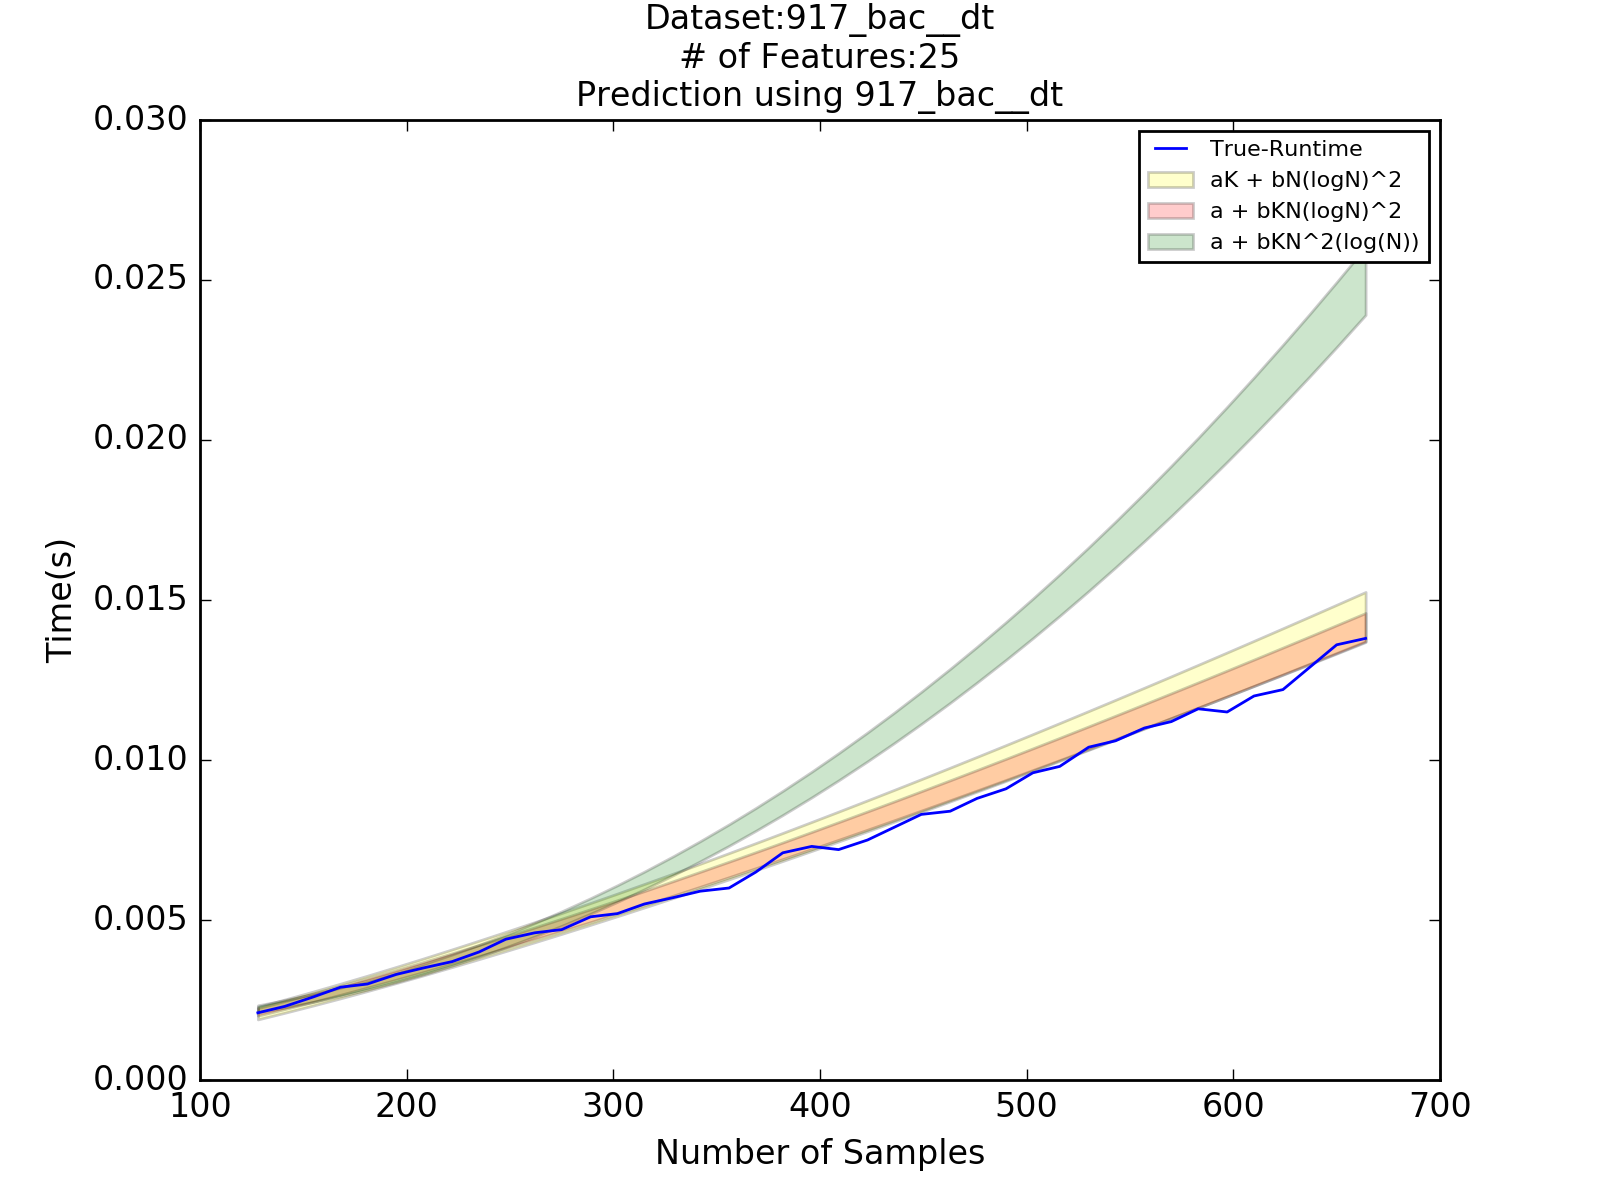 Dataset:917_bac__dt
# of Features:25
Prediction using 917_bac__dt
0.030
0.025
0.020
0.015
0.010
0.005
0.000
Time(s)
True-Runtime
aK + bN(logN)^2
a + bKN(logN)^2
a + bKN^2(log(N))
100 200 300 400 500 600 700
Number of Samples